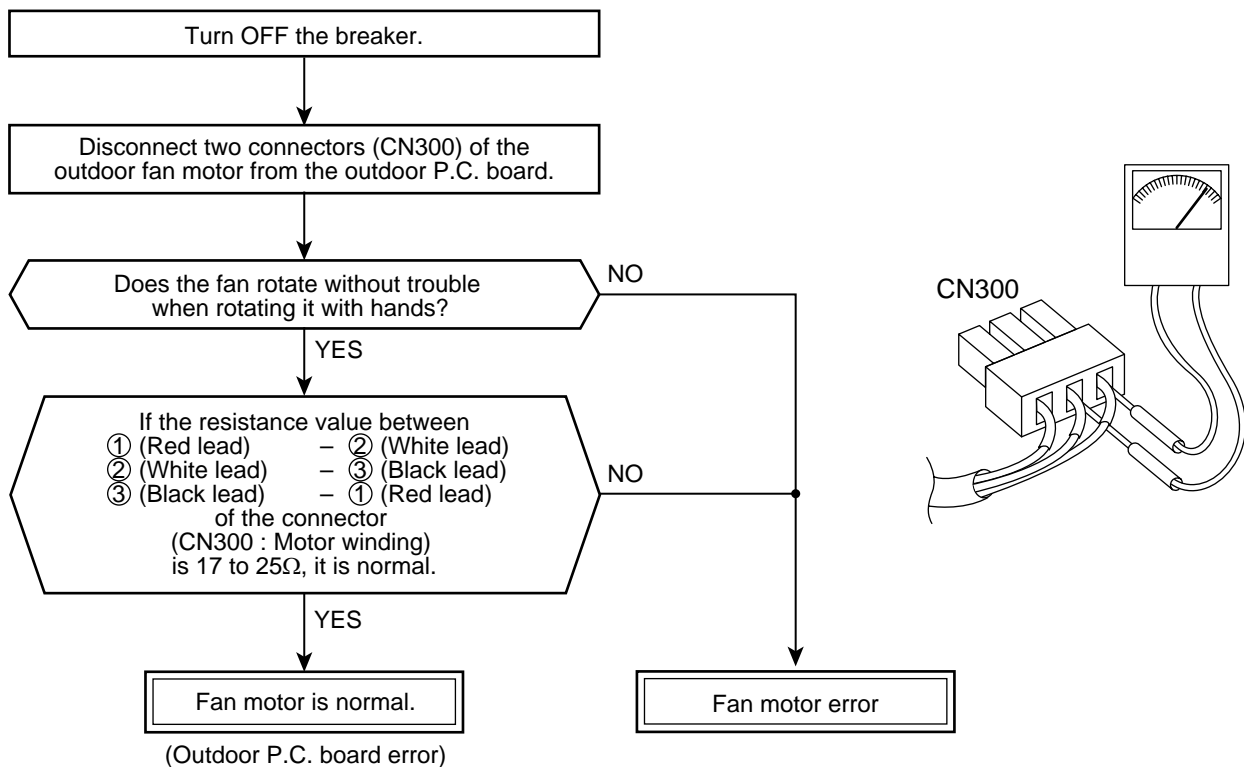 Turn OFF the breaker.
Disconnect two connectors (CN300) of the
outdoor fan motor from the outdoor P.C. board.
Does the fan rotate without trouble
when rotating it with hands?
NO
YES
If the resistance value between
① (Red lead) – ② (White lead)
② (White lead) – ③ (Black lead)
③ (Black lead) – ① (Red lead)
of the connector
(CN300 : Motor winding)
is 17 to 25Ω, it is normal.
NO
YES
Fan motor is normal.
(Outdoor P.C. board error)
Fan motor error
CN300